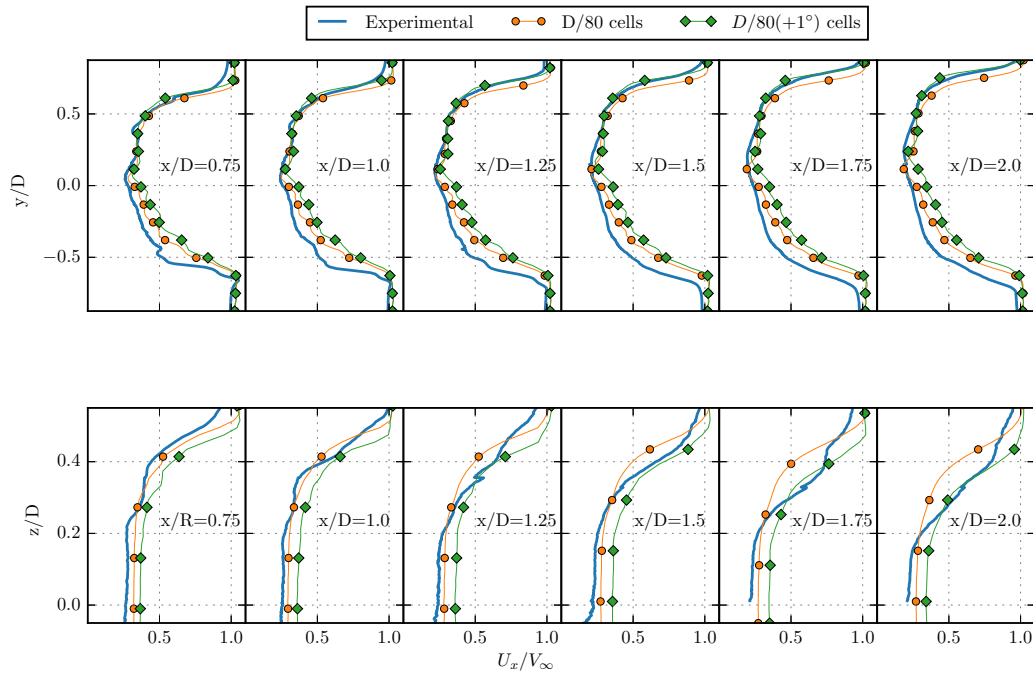 Experimental D/80 cells D/80(+1°) cells
y/D
0.5
0.0
−0.5
x/D=0.75 x/D=1.0 x/D=1.25 x/D=1.5 x/D=1.75 x/D=2.0
z/D
0.4
0.2
0.0
x/R=0.75 x/D=1.0 x/D=1.25 x/D=1.5 x/D=1.75 x/D=2.0
0.5 1.0 0.5 1.0 0.5 1.0 0.5 1.0 0.5 1.0 0.5 1.0
U_x/V_∞